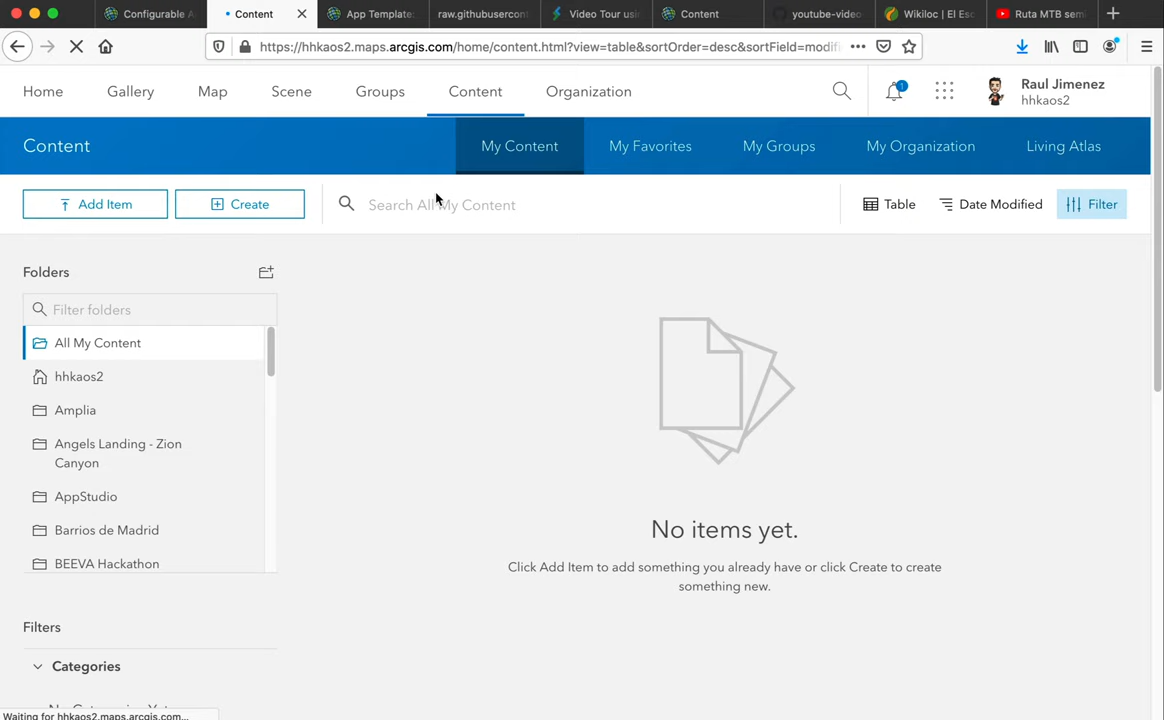 Configurable A
Content
App Template:
raw.githubusercont
Video Tour usi
Content
youtube-video
Wikiloc | El Esc
Ruta MTB sem
https://hhkaos2.maps.arcgis.com/home/content.html?view=table&sortOrder=desc&sortField=modifi
Home
Gallery
Map
Scene
Groups
Content
Organization
1
Raul Jimenez
hhkaos2
Content
My Content
My Favorites
My Groups
My Organization
Living Atlas
Add Item
Create
Search All My Content
Table
Date Modified
Filter
Folders
Filter folders
All My Content
hhkaos2
Amplia
Angels Landing - Zion
Canyon
AppStudio
Barrios de Madrid
BEEVA Hackathon
No items yet.
Click Add Item to add something you already have or click Create to create
something new.
Filters
Categories
Waiting for hhkaos2.maps.arcgis.com...